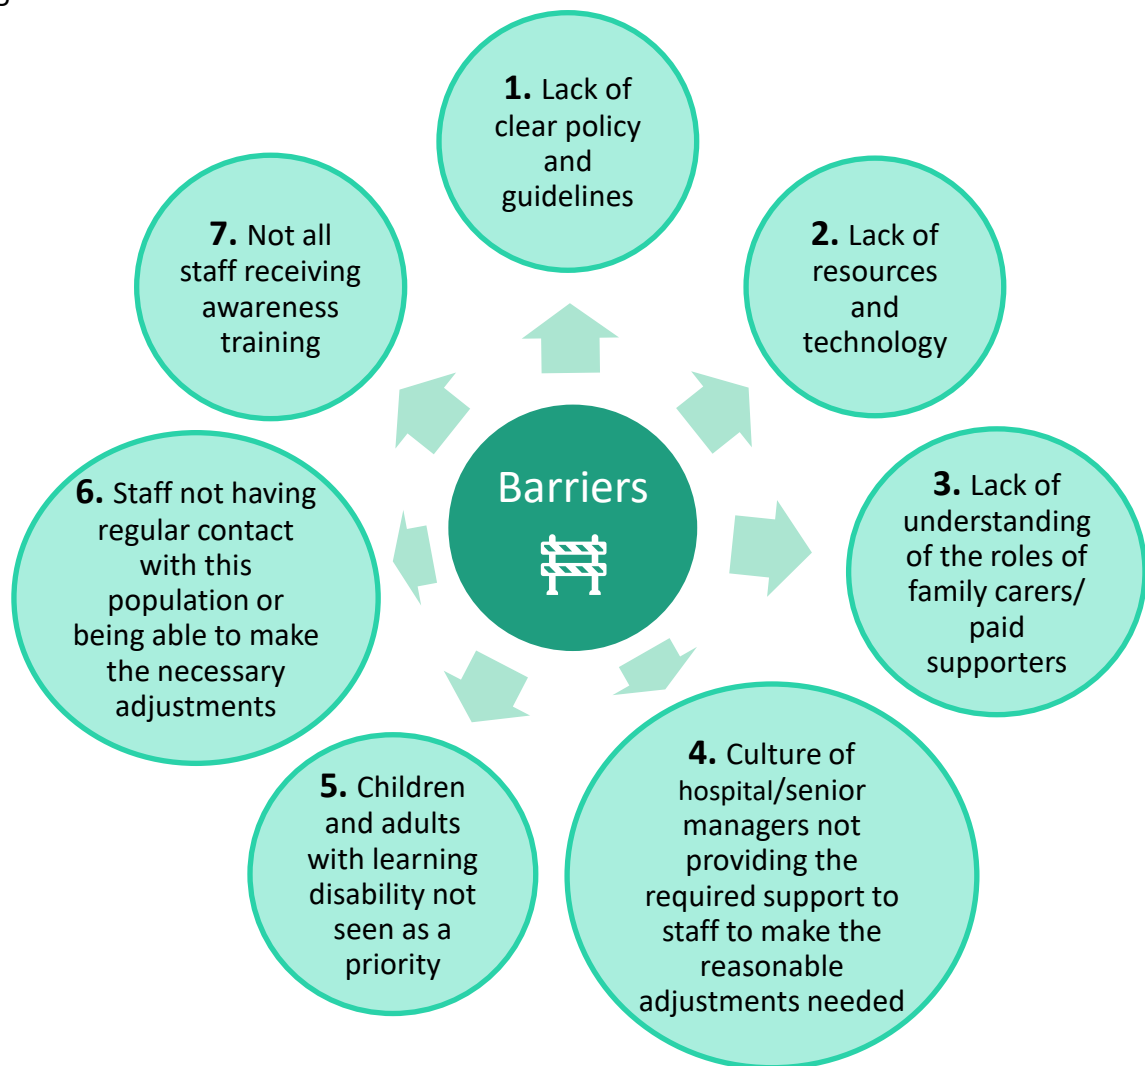 Barriers
1. Lack of
clear policy
and
guidelines
2. Lack of
resources
and
technology
3. Lack of
understanding
of the roles of
family carers/
paid
supporters
4. Culture of
hospital/senior
managers not
providing the
required support to
staff to make the
reasonable
adjustments needed
5. Children
and adults
with learning
disability not
seen as a
priority
6. Staff not having
regular contact
with this
population or
being able to make
the necessary
adjustments
7. Not all
staff receiving
awareness
training